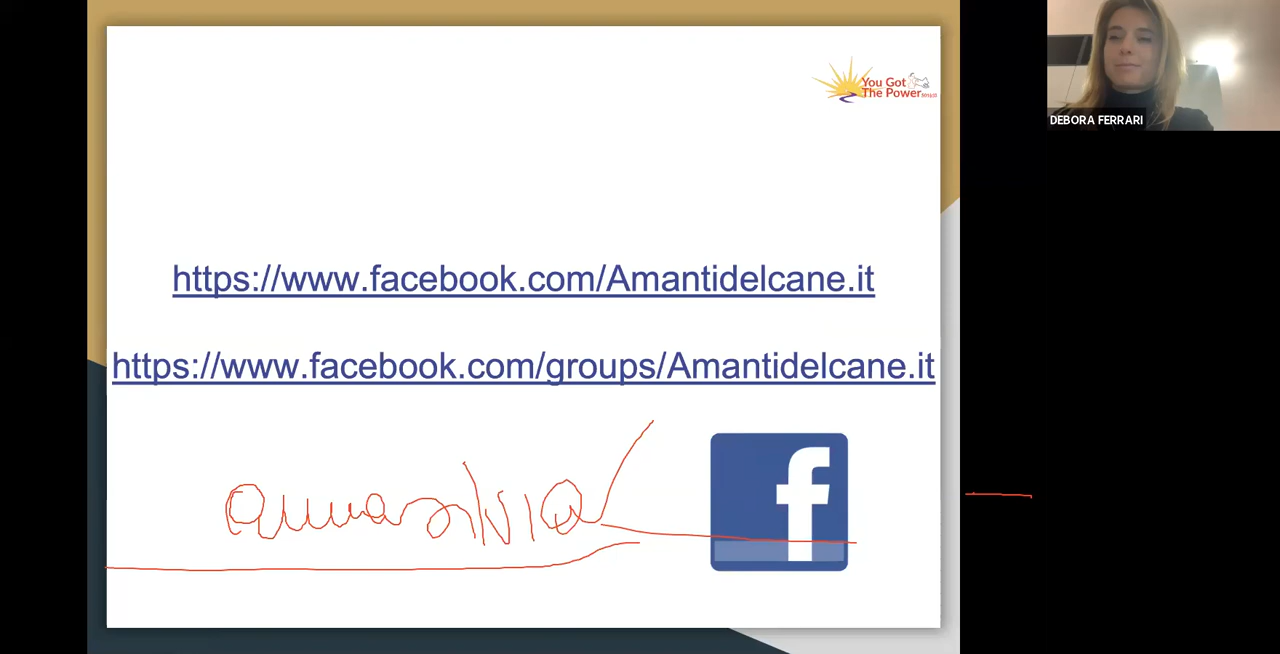 You Got
The Power
DEBORA FERRARI
https://www.facebook.com/Amantidelcane.it
https://www.facebook.com/groups/Amantidelcane.it
f